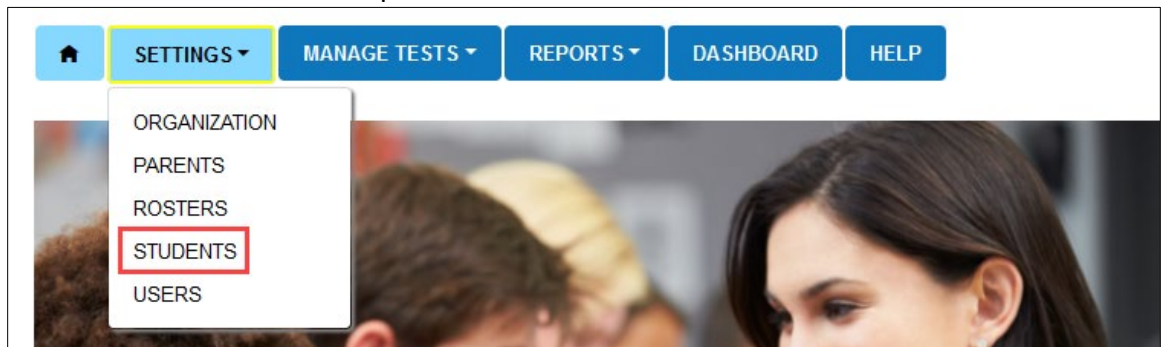 SETTINGS MANAGE TESTS REPORTS DASHBOARD HELP
ORGANIZATION
PARENTS
ROSTERS
STUDENTS
USERS